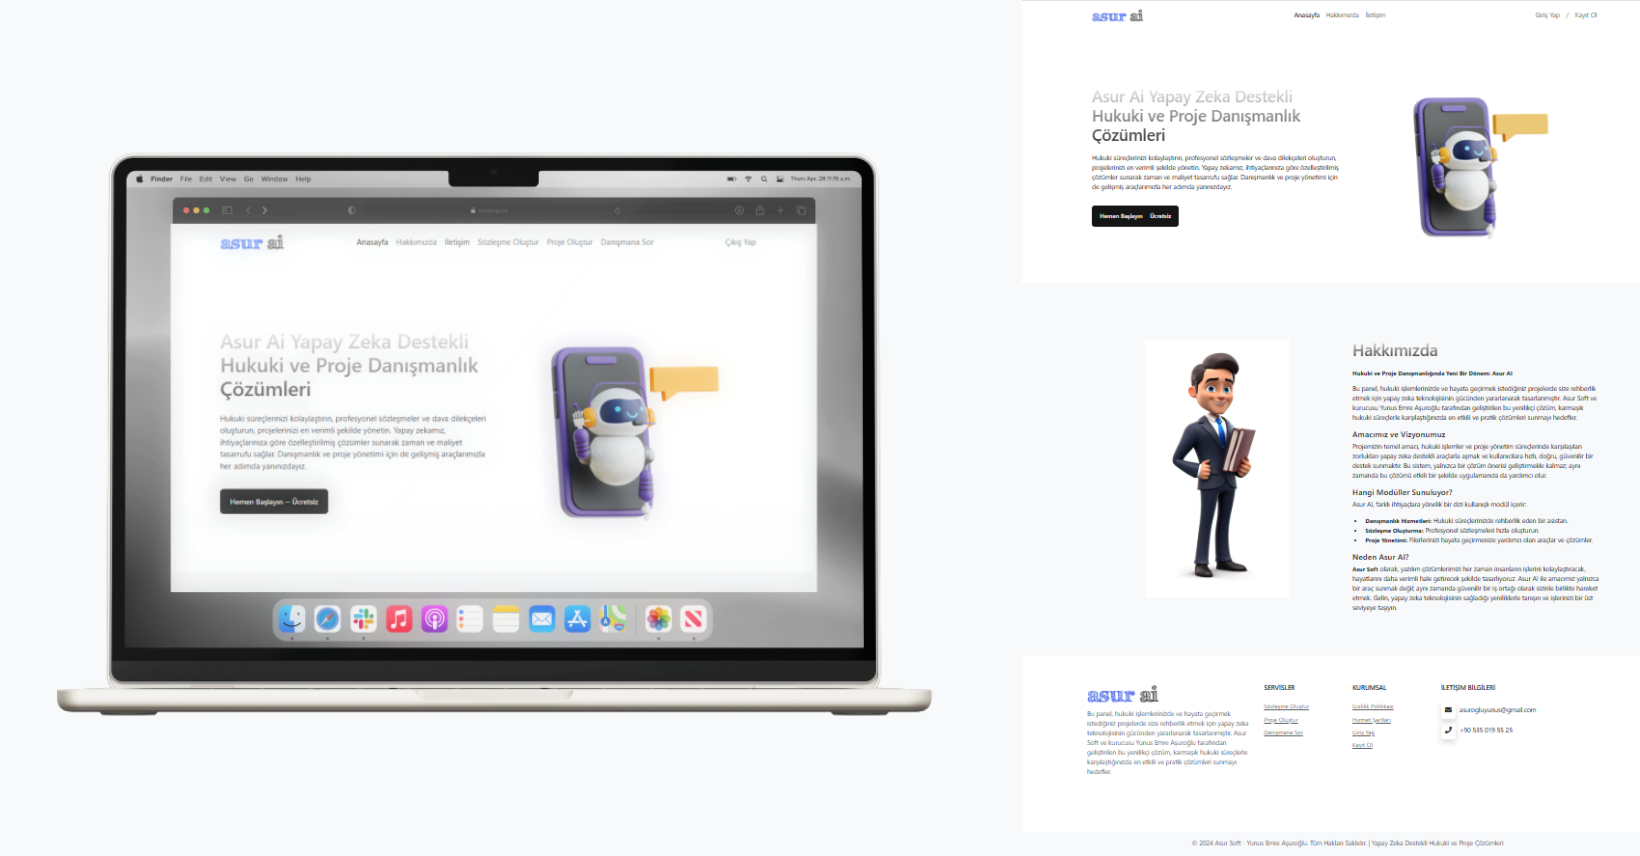 Finder File Edit View Go Window Help
Thurs Apr. 28 11:15 a.m.
asur ai
Anasayfa Hakkımızda İletişim Sözleşme Oluştur Proje Oluştur Danışmana Sor
Çıkış Yap
Asur Ai Yapay Zeka Destekli
Hukuki ve Proje Danışmanlık
Çözümleri
Hukuki süreçlerinizi kolaylaştırın, profesyonel sözleşmeler ve dava dilekçeleri
oluşturun, projelerinizi en verimli şekilde yönetin. Yapay zekamız,
ihtiyaçlarınıza göre özelleştirilmiş çözümler sunarak zaman ve maliyet
tasarrufu sağlar. Danışmanlık ve proje yönetimi için de gelişmiş araçlarımızla
her adımda yanınızdayız.
Hemen Başlayın — Ücretsiz
asur ai
Anasayfa Hakkımızda İletişim
Giriş Yap / Kayıt Ol
Asur Ai Yapay Zeka Destekli
Hukuki ve Proje Danışmanlık
Çözümleri
Hukuki süreçlerinizi kolaylaştırın, profesyonel sözleşmeler ve dava dilekçeleri oluşturun,
projelerinizi en verimli şekilde yönetin. Yapay zekamız, ihtiyaçlarınıza göre özelleştirilmiş
çözümler sunarak zaman ve maliyet tasarrufu sağlar. Danışmanlık ve proje yönetimi için
de gelişmiş araçlarımızla her adımda yanınızdayız.
Hemen Başlayın Ücretsiz
Hakkımızda
Hukuki ve Proje Danışmanlığında Yeni Bir Dönem: Asur AI
Bu panel, hukuki işlemlerinizde ve hayata geçirmek istediğiniz projelerde size rehberlik
etmek için yapay zeka teknolojisinin gücünden yararlanarak tasarlanmıştır. Asur Soft ve
kurucusu Yunus Emre Aşuroğlu tarafından geliştirilen bu yenilikçi çözüm, karmaşık
hukuki süreçlerle karşılaştığınızda en etkili ve pratik çözümleri sunmayı hedefler.
Amacımız ve Vizyonumuz
Projemizin temel amacı, hukuki işlemler ve proje yönetim süreçlerinde karşılaşılan
zorlukları yapay zeka destekli araçlarla aşmak ve kullanıcılara hızlı, doğru, güvenilir bir
destek sunmaktır. Bu sistem, yalnızca bir çözüm önerisi geliştirmekle kalmaz; aynı
zamanda bu çözümü etkili bir şekilde uygulamanıza da yardımcı olur.
Hangi Modüller Sunuluyor?
Asur AI, farklı ihtiyaçlara yönelik bir dizi kullanışlı modül içerir:
• Danışmanlık Hizmetleri: Hukuki süreçlerinizde rehberlik eden bir asistan.
• Sözleşme Oluşturma: Profesyonel sözleşmeleri hızla oluşturun.
• Proje Yönetimi: Fikirlerinizi hayata geçirmenize yardımcı olan araçlar ve çözümler.
Neden Asur AI?
Asur Soft olarak, yazılım çözümlerimizi her zaman insanların işlerini kolaylaştıracak,
hayatlarını daha verimli hale getirecek şekilde tasarlıyoruz. Asur AI ile amacımız yalnızca
bir araç sunmak değil; aynı zamanda güvenilir bir iş ortağı olarak sizinle birlikte hareket
etmek. Gelin, yapay zeka teknolojisinin sağladığı yeniliklerle tanışın ve işlerinizi bir üst
seviyeye taşıyın.
asur ai
Bu panel, hukuki işlemlerinizde ve hayata geçirmek
istediğiniz projelerde size rehberlik etmek için yapay zeka
teknolojisinin gücünden yararlanarak tasarlanmıştır. Asur
Soft ve kurucusu Yunus Emre Aşuroğlu tarafından
geliştirilen bu yenilikçi çözüm, karmaşık hukuki süreçlerle
karşılaştığınızda en etkili ve pratik çözümleri sunmayı
hedefler.
SERVİSLER
Sözleşme Oluştur
Proje Oluştur
Danışmana Sor
KURUMSAL
Gizlilik Politikası
Hizmet Şartları
Giriş Yap
Kayıt Ol
İLETİŞİM BİLGİLERİ
asurogluyunus@gmail.com
+90 535 019 55 25
© 2024 Asur Soft - Yunus Emre Aşuroğlu. Tüm Hakları Saklıdır. | Yapay Zeka Destekli Hukuki ve Proje Çözümleri